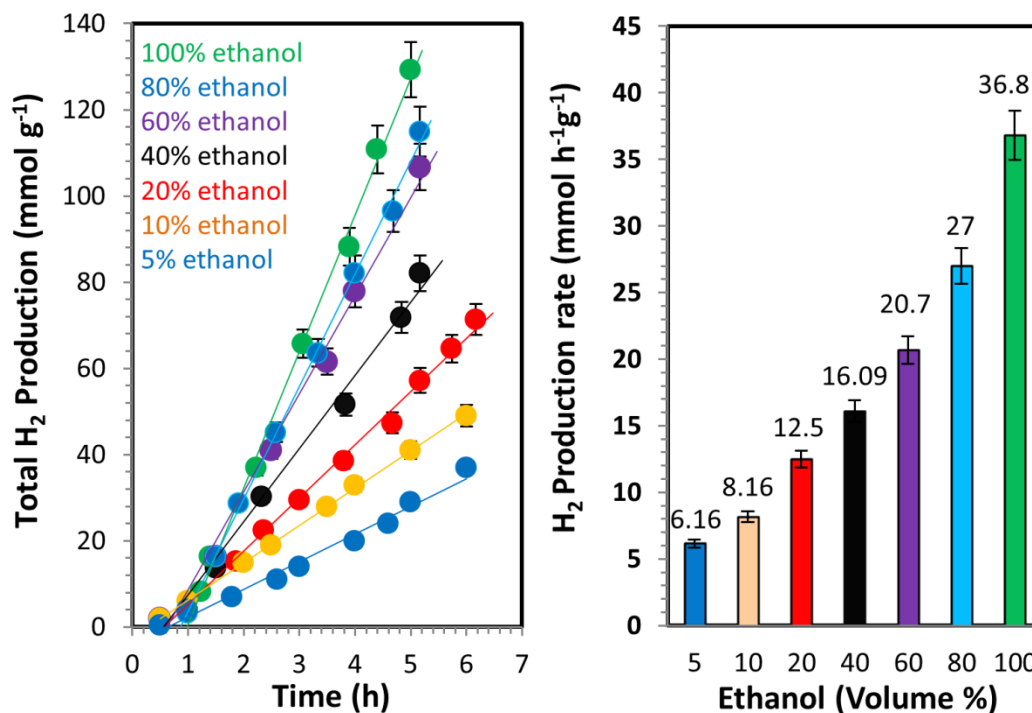 Total H₂ Production (mmol g⁻¹)
140
120
100
80
60
40
20
0
100% ethanol
80% ethanol
60% ethanol
40% ethanol
20% ethanol
10% ethanol
5% ethanol
0 1 2 3 4 5 6 7
Time (h)
H₂ Production rate (mmol h⁻¹g⁻¹)
45
40
35
30
25
20
15
10
5
0
6.16
8.16
12.5
16.09
20.7
27
36.8
5 10 20 40 60 80 100
Ethanol (Volume %)